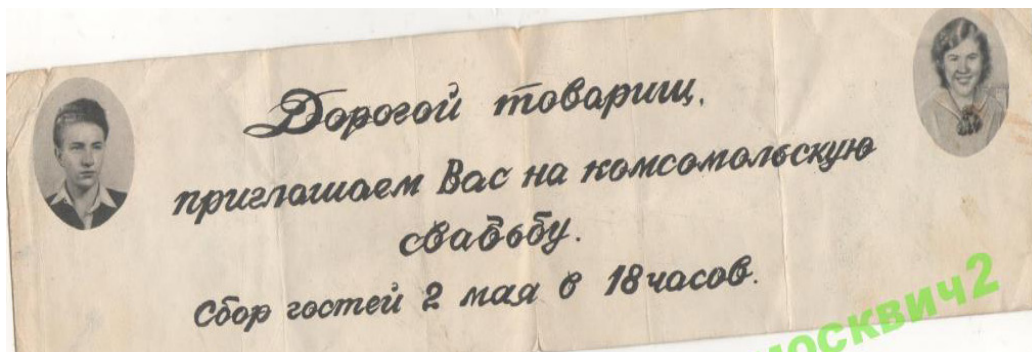 Дорогой товарищ,
приглашаем Вас на комсомольскую
свадьбу.
Сбор гостей 2 мая в 18 часов.
москвич2